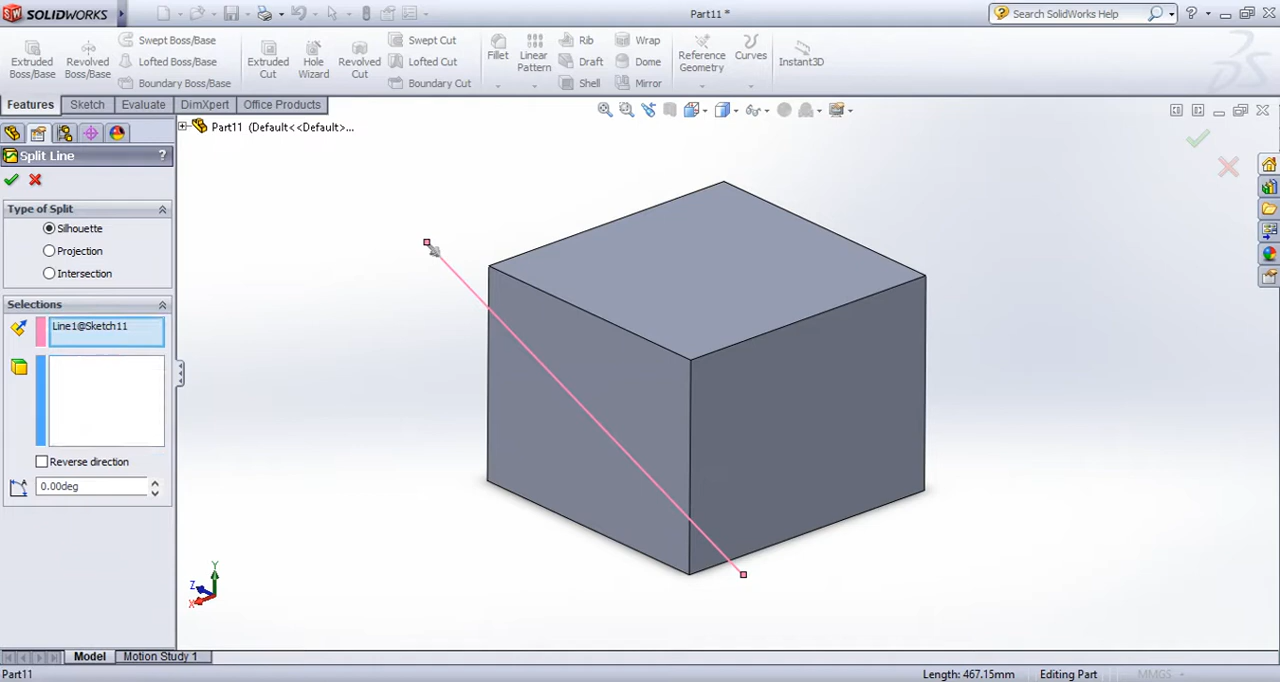 SOLIDWORKS
Part11 *
Search SolidWorks Help
?
Extruded Boss/Base
Revolved Boss/Base
Swept Boss/Base
Lofted Boss/Base
Boundary Boss/Base
Extruded Cut
Hole Wizard
Revolved Cut
Swept Cut
Lofted Cut
Boundary Cut
Fillet
Linear Pattern
Rib
Draft
Shell
Wrap
Dome
Mirror
Reference Geometry
Curves
Instant3D
Features
Sketch
Evaluate
DimXpert
Office Products
Part11 (Default<<Default>...
Split Line
?
Type of Split
Silhouette
Projection
Intersection
Selections
Line1@Sketch11
Reverse direction
0.00deg
Y
Z
X
Model
Motion Study 1
Part11
Length: 467.15mm
Editing Part
MMGS